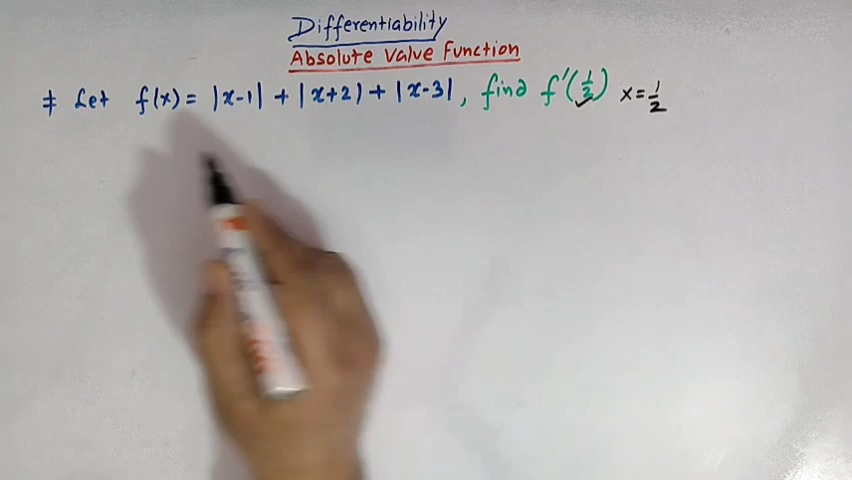 Differentiability
Absolute Value Function
# Let f(x) = |x-1| + |x+2| + |x-3|, find f'(1/2) x = 1/2